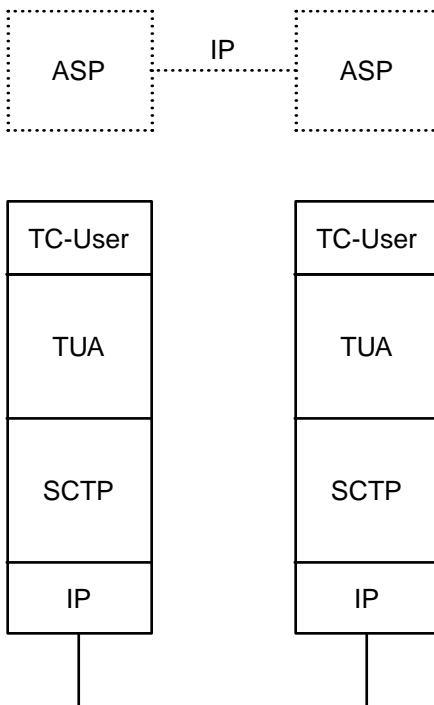 IP
ASP ASP
TC-User TC-User
TUA TUA
SCTP SCTP
IP IP